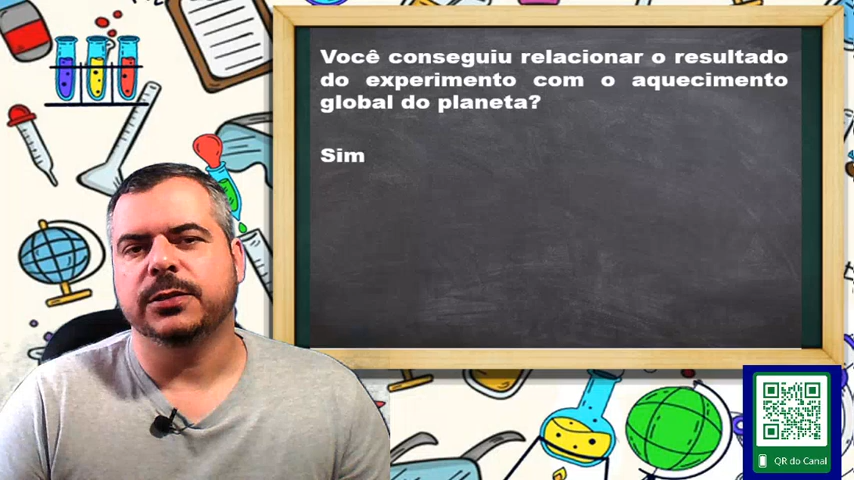 Você conseguiu relacionar o resultado
do experimento com o aquecimento
global do planeta?
Sim
QR do Canal